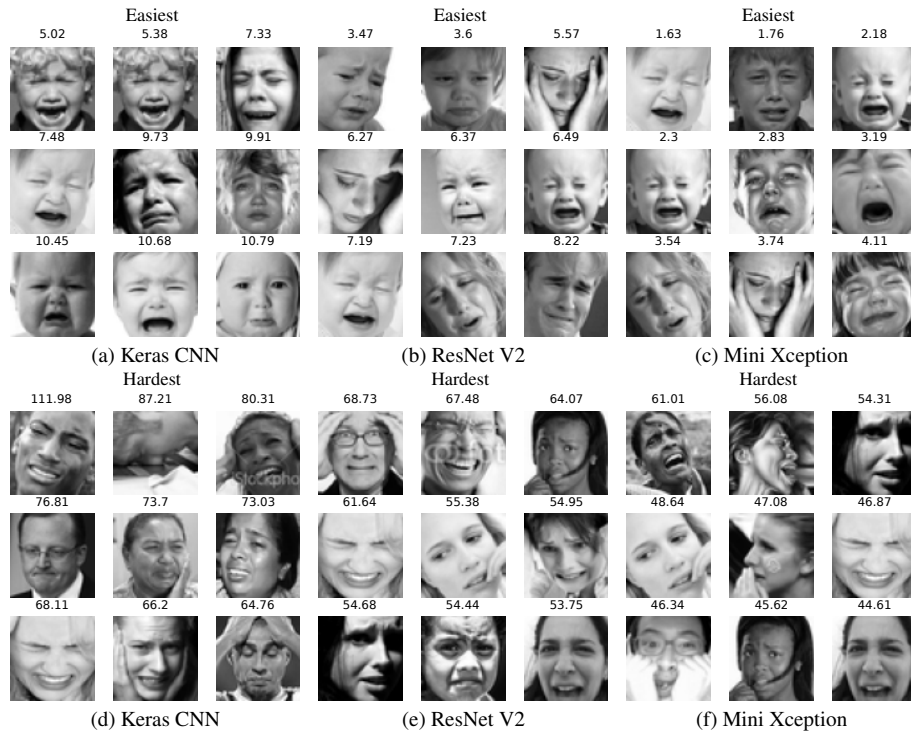 Easiest Easiest Easiest
5.02 5.38 7.33 3.47 3.6 5.57 1.63 1.76 2.18
7.48 9.73 9.91 6.27 6.37 6.49 2.3 2.83 3.19
10.45 10.68 10.79 7.19 7.23 8.22 3.54 3.74 4.11
(a) Keras CNN (b) ResNet V2 (c) Mini Xception
Hardest Hardest Hardest
111.98 87.21 80.31 68.73 67.48 64.07 61.01 56.08 54.31
76.81 73.7 73.03 61.64 55.38 54.95 48.64 47.08 46.87
68.11 66.2 64.76 54.68 54.44 53.75 46.34 45.62 44.61
(d) Keras CNN (e) ResNet V2 (f) Mini Xception